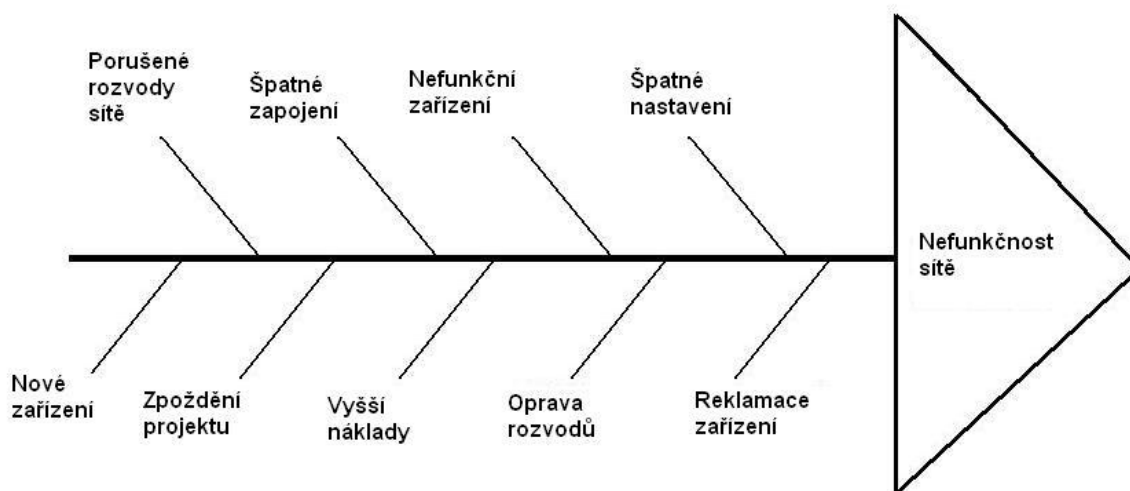 Porušené
rozvody
sítě
Špatné
zapojení
Nefunkční
zařízení
Špatné
nastavení
Nefunkčnost
sítě
Nové
zařízení
Zpoždění
projektu
Vyšší
náklady
Oprava
rozvodů
Reklamace
zařízení